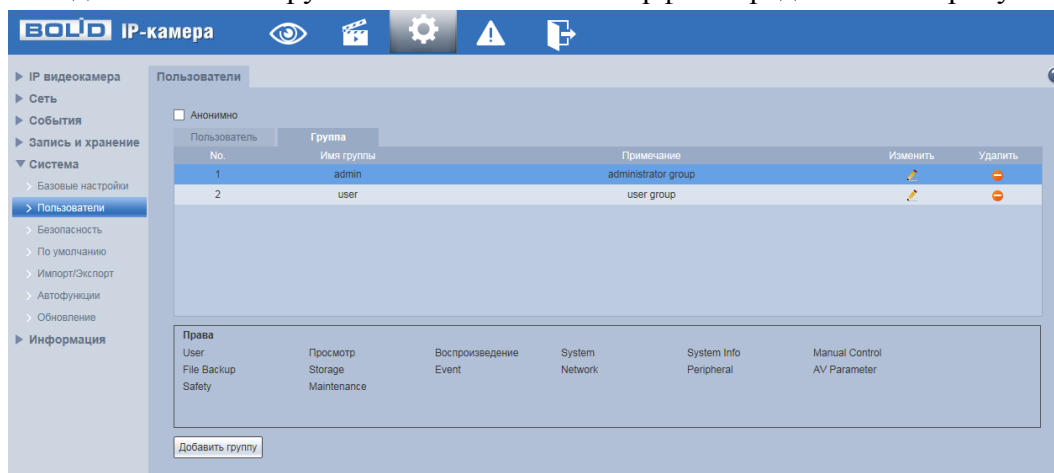 BOLID IP-камера
IP видеокамера
Сеть
События
Запись и хранение
Система
Базовые настройки
Пользователи
Безопасность
По умолчанию
Импорт/Экспорт
Автофункции
Обновление
Информация
Пользователи
Анонимно
Пользователь Группа
No. Имя группы Примечание Изменить Удалить
1 admin administrator group
2 user user group
Права
User Просмотр Воспроизведение System System Info Manual Control
File Backup Storage Event Network Peripheral AV Parameter
Safety Maintenance
Добавить группу